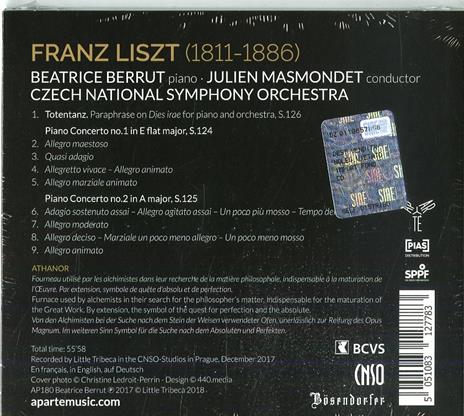 FRANZ LISZT (1811-1886)
BEATRICE BERRUT piano · JULIEN MASMONDET conductor
CZECH NATIONAL SYMPHONY ORCHESTRA
1. Totentanz. Paraphrase on Dies irae for piano and orchestra, S.126
Piano Concerto no.1 in E flat major, S.124
2. Allegro maestoso
3. Quasi adagio
4. Allegretto vivace – Allegro animato
5. Allegro marziale animato
Piano Concerto no.2 in A major, S.125
6. Adagio sostenuto assai – Allegro agitato assai – Un poco più mosso – Tempo de
7. Allegro moderato
8. Allegro deciso – Marziale un poco meno allegro – Un poco meno mosso
9. Allegro animato
SIAE
ATHANOR
Fourneau utilisé par les alchimistes dans leur recherche de la matière philosophale, indispensable à la maturation de
l'Œuvre. Par extension, symbole de quête d'absolu et de perfection.
Furnace used by alchemists in their search for the philosopher's matter. Indispensable for the maturation of
the Great Work. By extension, the symbol of the quest for perfection and the absolute.
Von den Alchimisten bei der Suche nach dem Stein der Weisen verwendeter Ofen, unerlässlich zur Reifung des Opus
Magnum. Im weiteren Sinn Symbol für die Suche nach dem Absoluten und Perfekten.
Total time: 55'58
Recorded by Little Tribeca in the CNSO-Studios in Prague, December 2017
En français, in English, auf Deutsch
Cover photo © Christine Ledroit-Perrin - Design © 440.media
AP180 Beatrice Berrut ℗ 2017 © Little Tribeca 2018 -
apartemusic.com
BCVS
CNSO
Bösendorfer
[PIAS]
DISTRIBUTION
SPPF
5 051083 127783